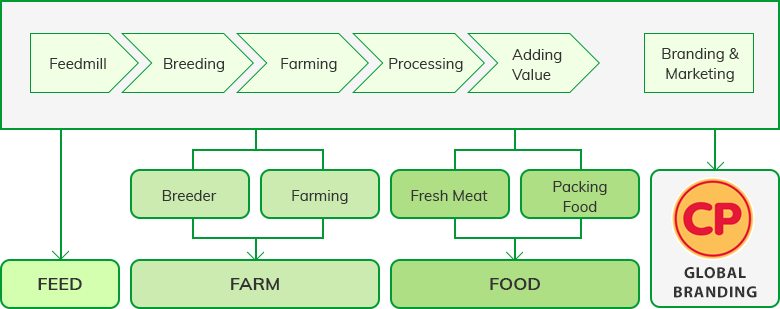 Feedmill
Breeding
Farming
Processing
Adding
Value
Branding &
Marketing
Breeder
Farming
Fresh Meat
Packing
Food
CP
GLOBAL
BRANDING
FEED
FARM
FOOD